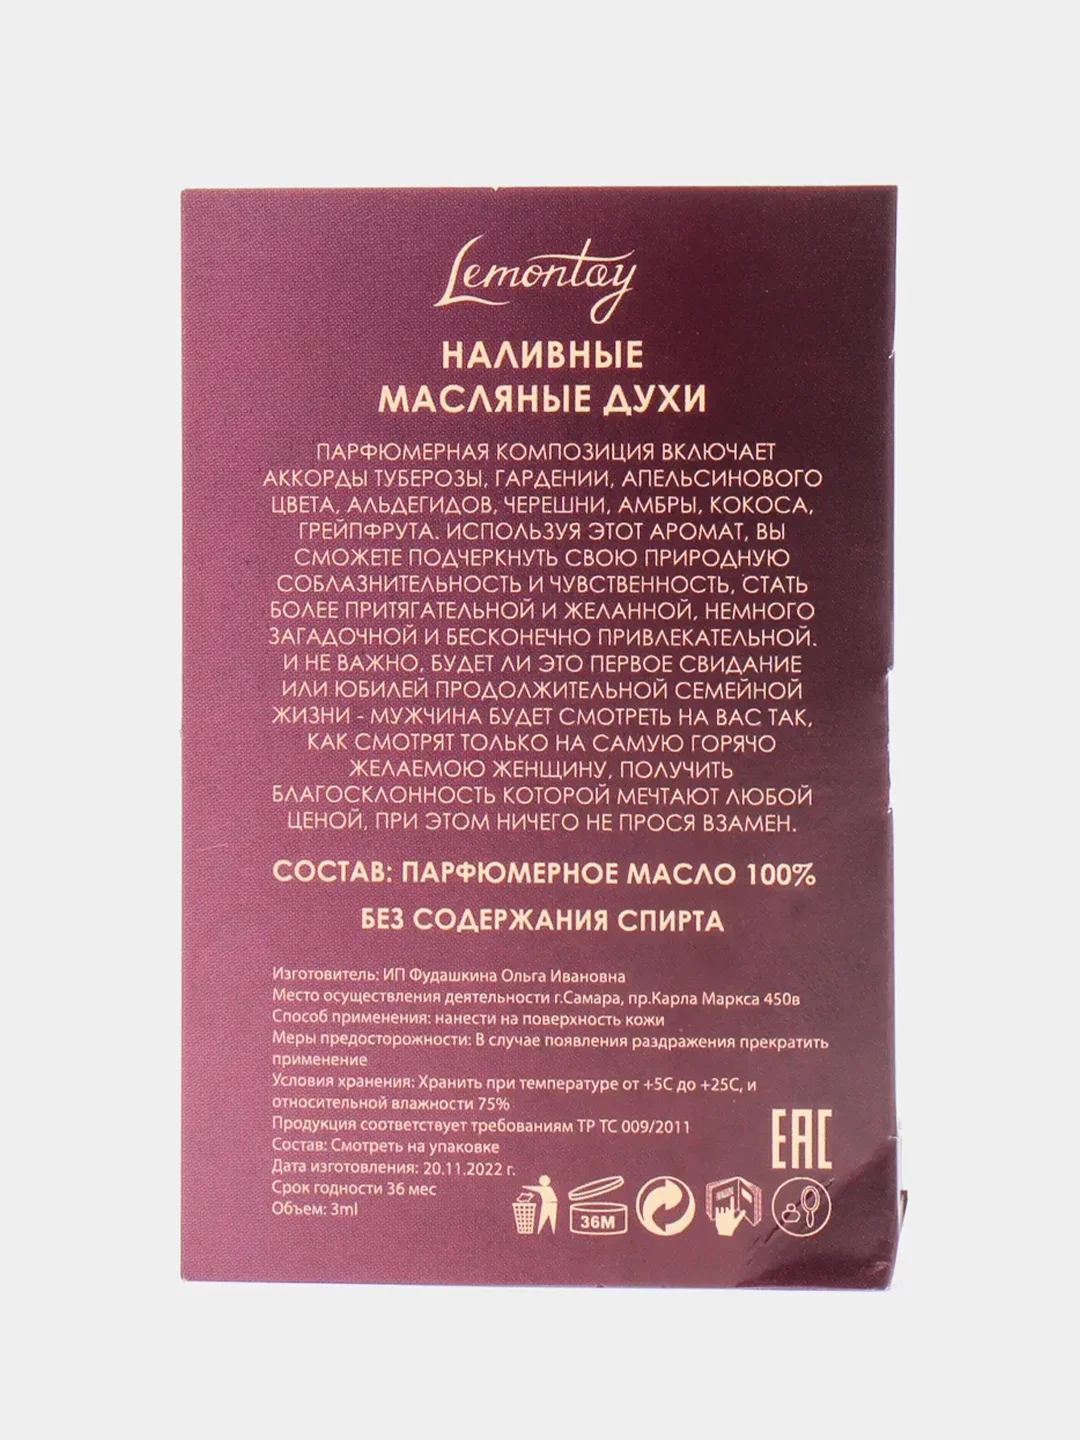 Lemontay
НАЛИВНЫЕ
МАСЛЯНЫЕ ДУХИ
ПАРФЮМЕРНАЯ КОМПОЗИЦИЯ ВКЛЮЧАЕТ
АККОРДЫ ТУБЕРОЗЫ, ГАРДЕНИИ, АПЕЛЬСИНОВОГО
ЦВЕТА, АЛЬДЕГИДОВ, ЧЕРЕШНИ, АМБРЫ, КОКОСА,
ГРЕЙПФРУТА. ИСПОЛЬЗУЯ ЭТОТ АРОМАТ, ВЫ
СМОЖЕТЕ ПОДЧЕРКНУТЬ СВОЮ ПРИРОДНУЮ
СОБЛАЗНИТЕЛЬНОСТЬ И ЧУВСТВЕННОСТЬ, СТАТЬ
БОЛЕЕ ПРИТЯГАТЕЛЬНОЙ И ЖЕЛАННОЙ, НЕМНОГО
ЗАГАДОЧНОЙ И БЕСКОНЕЧНО ПРИВЛЕКАТЕЛЬНОЙ.
И НЕ ВАЖНО, БУДЕТ ЛИ ЭТО ПЕРВОЕ СВИДАНИЕ
ИЛИ ЮБИЛЕЙ ПРОДОЛЖИТЕЛЬНОЙ СЕМЕЙНОЙ
ЖИЗНИ - МУЖЧИНА БУДЕТ СМОТРЕТЬ НА ВАС ТАК,
КАК СМОТРЯТ ТОЛЬКО НА САМУЮ ГОРЯЧО
ЖЕЛАЕМОЮ ЖЕНЩИНУ, ПОЛУЧИТЬ
БЛАГОСКЛОННОСТЬ КОТОРОЙ МЕЧТАЮТ ЛЮБОЙ
ЦЕНОЙ, ПРИ ЭТОМ НИЧЕГО НЕ ПРОСЯ ВЗАМЕН.
СОСТАВ: ПАРФЮМЕРНОЕ МАСЛО 100%
БЕЗ СОДЕРЖАНИЯ СПИРТА
Изготовитель: ИП Фудашкина Ольга Ивановна
Место осуществления деятельности г.Самара, пр.Карла Маркса 450в
Способ применения: нанести на поверхность кожи
Меры предосторожности: В случае появления раздражения прекратить
применение
Условия хранения: Хранить при температуре от +5С до +25С, и
относительной влажности 75%
Продукция соответствует требованиям ТР ТС 009/2011
Состав: Смотреть на упаковке
Дата изготовления: 20.11.2022 г.
Срок годности 36 мес
Объем: 3ml
EAC
36M